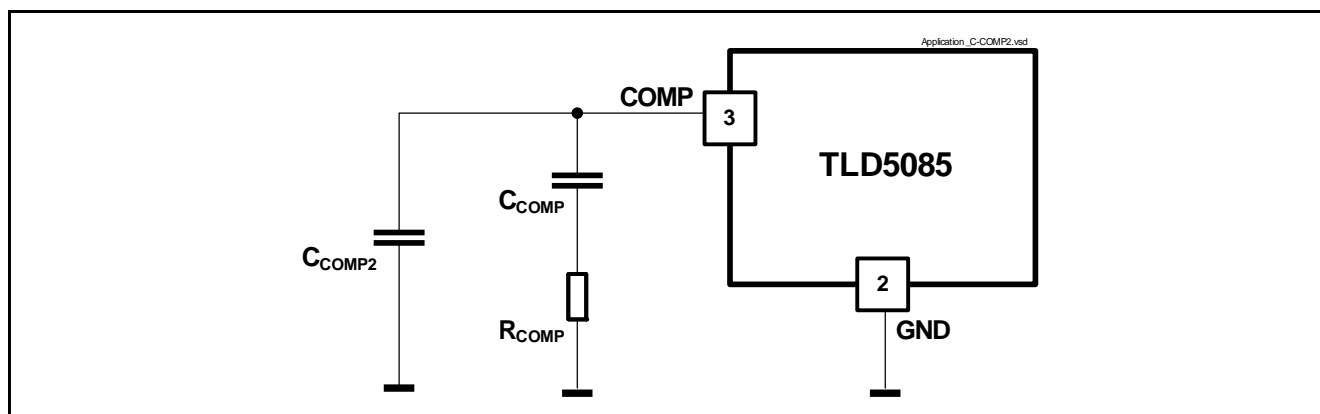 Application_C-COMP2.vsd
COMP
3
TLD5085
CCOMP
CCOMP2
2
RCOMP
GND